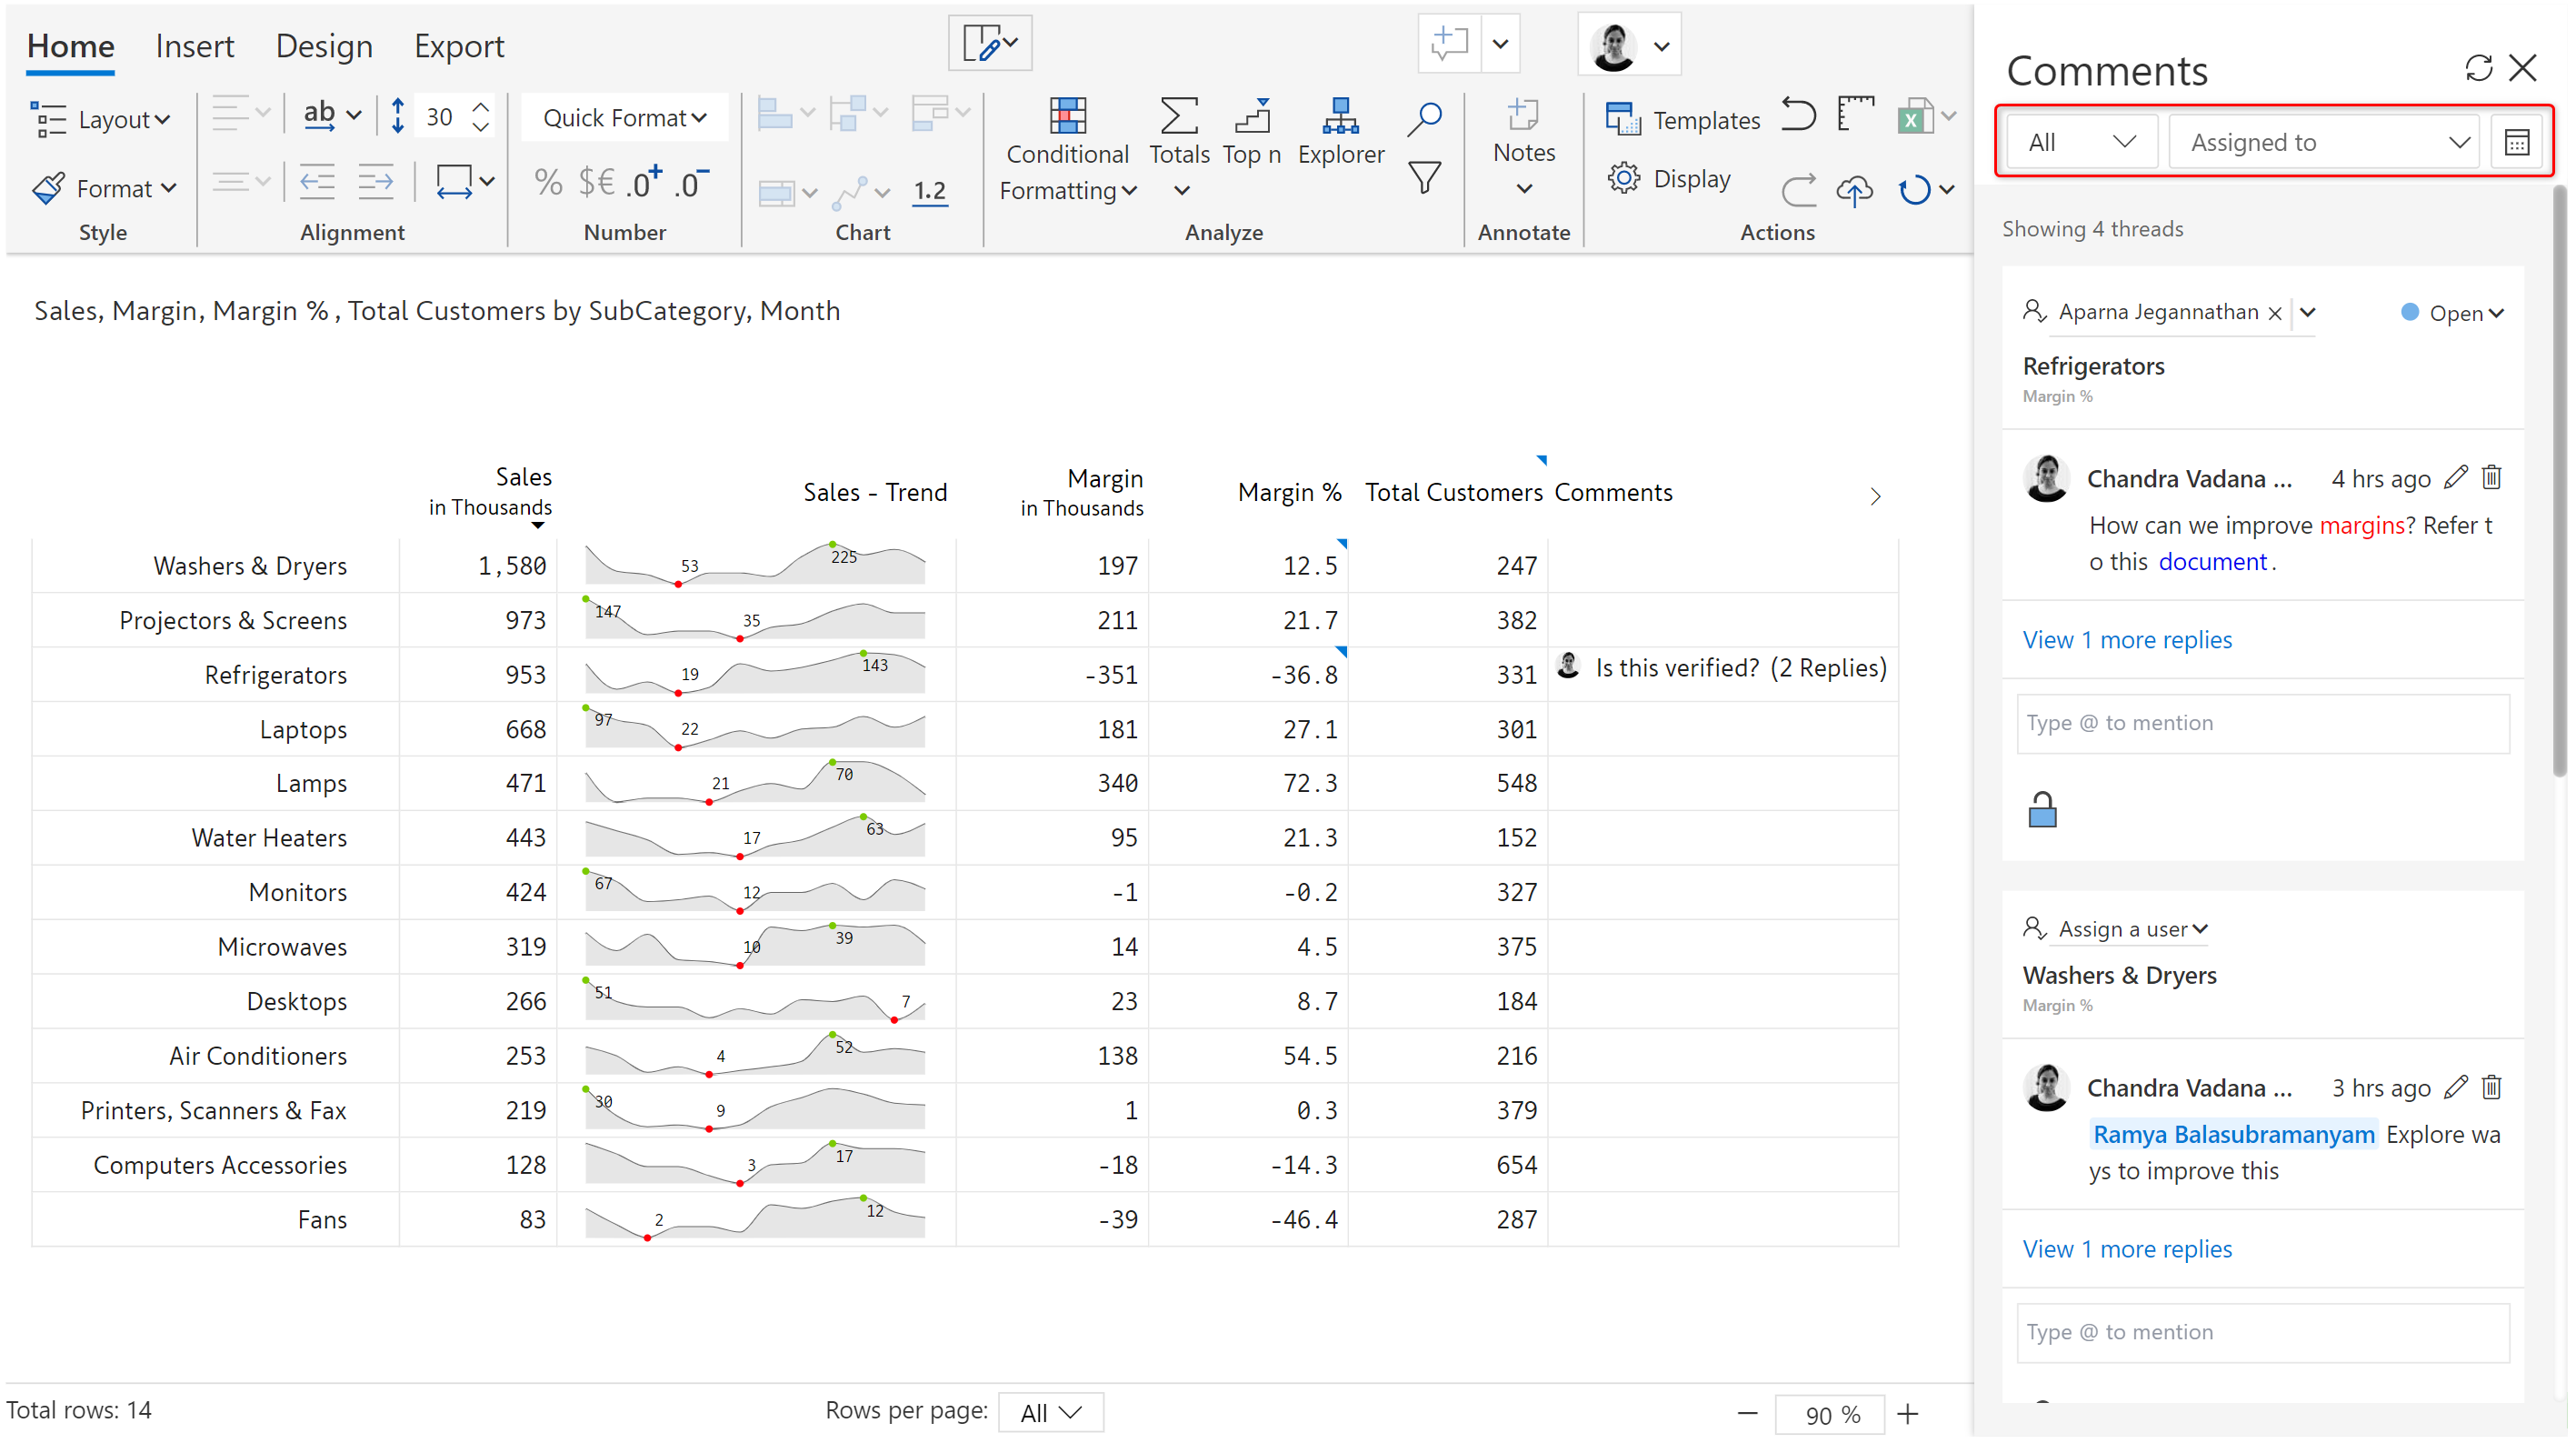 Home Insert Design Export
Layout ab 30 Quick Format Conditional Formatting Totals Top n Explorer Notes Templates
Format % $€ .0+ .0- 1.2 Display
Style Alignment Number Chart Analyze Annotate Actions
Sales, Margin, Margin % , Total Customers by SubCategory, Month
Sales in Thousands Sales - Trend Margin in Thousands Margin % Total Customers Comments
Washers & Dryers 1,580 53 225 197 12.5 247
Projectors & Screens 973 147 35 211 21.7 382
Refrigerators 953 19 143 -351 -36.8 331 Is this verified? (2 Replies)
Laptops 668 97 22 181 27.1 301
Lamps 471 21 70 340 72.3 548
Water Heaters 443 17 63 95 21.3 152
Monitors 424 67 12 -1 -0.2 327
Microwaves 319 10 39 14 4.5 375
Desktops 266 51 7 23 8.7 184
Air Conditioners 253 4 52 138 54.5 216
Printers, Scanners & Fax 219 30 9 1 0.3 379
Computers Accessories 128 3 17 -18 -14.3 654
Fans 83 2 12 -39 -46.4 287
Total rows: 14 Rows per page: All 90 %
Comments
All Assigned to
Showing 4 threads
Aparna Jegannathan Open
Refrigerators
Margin %
Chandra Vadana ... 4 hrs ago
How can we improve margins? Refer t
o this document.
View 1 more replies
Type @ to mention
Assign a user
Washers & Dryers
Margin %
Chandra Vadana ... 3 hrs ago
Ramya Balasubramanyam Explore wa
ys to improve this
View 1 more replies
Type @ to mention